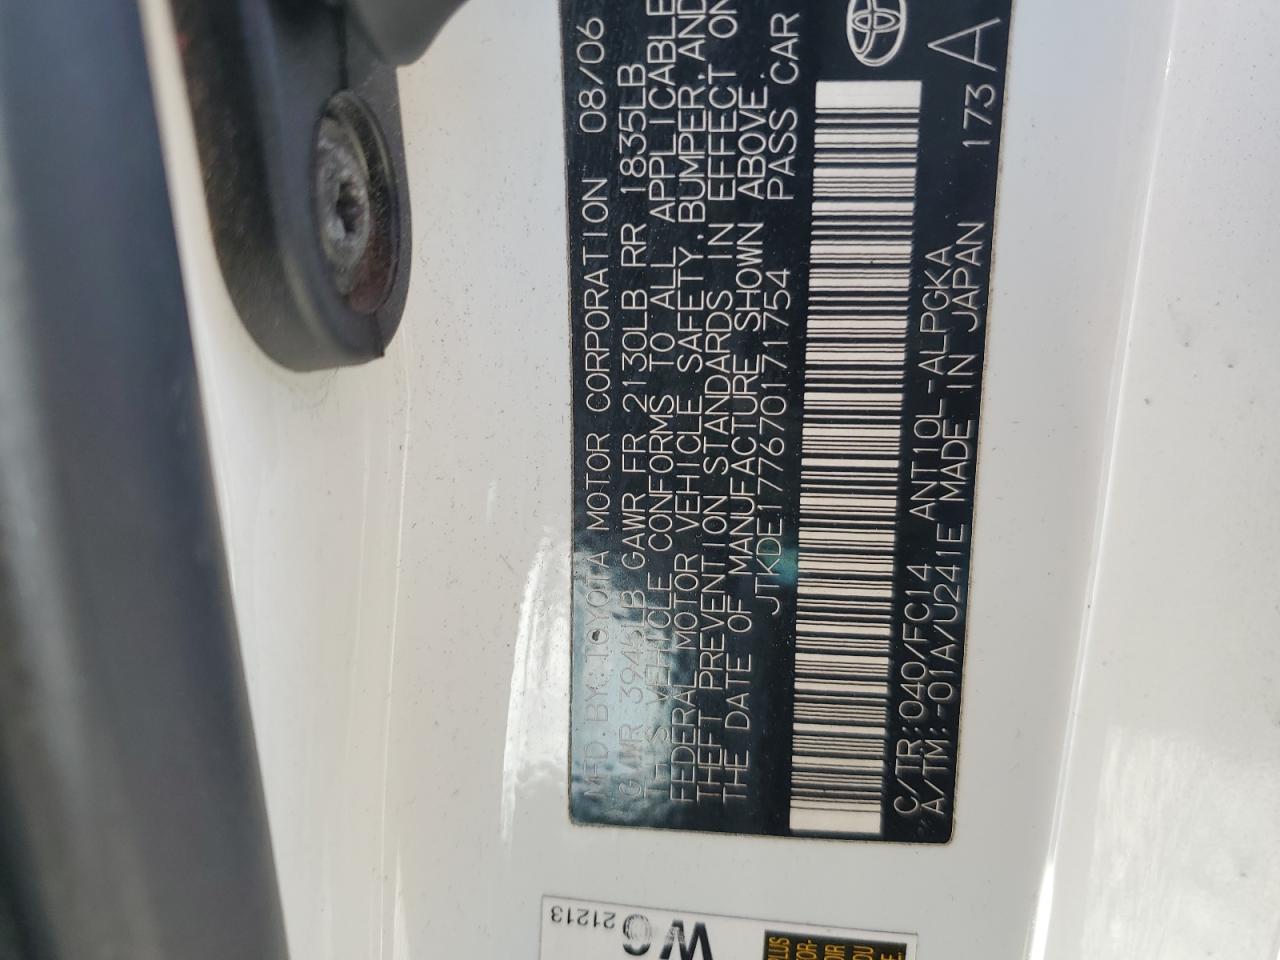 MFD. BY: TOYOTA MOTOR CORPORATION 08/06
GVWR 3945LB GAWR FR 2130LB RR 1835LB
THIS VEHICLE CONFORMS TO ALL APPLICABLE
FEDERAL MOTOR VEHICLE SAFETY, BUMPER, AND
THEFT PREVENTION STANDARDS IN EFFECT ON
THE DATE OF MANUFACTURE SHOWN ABOVE.
JTKDE177670171754 PASS CAR
C/TR: 040/FC14 ANT10L-ALPGKA
A/TM: -01A/U241E MADE IN JAPAN 173 A
21213
PLUS